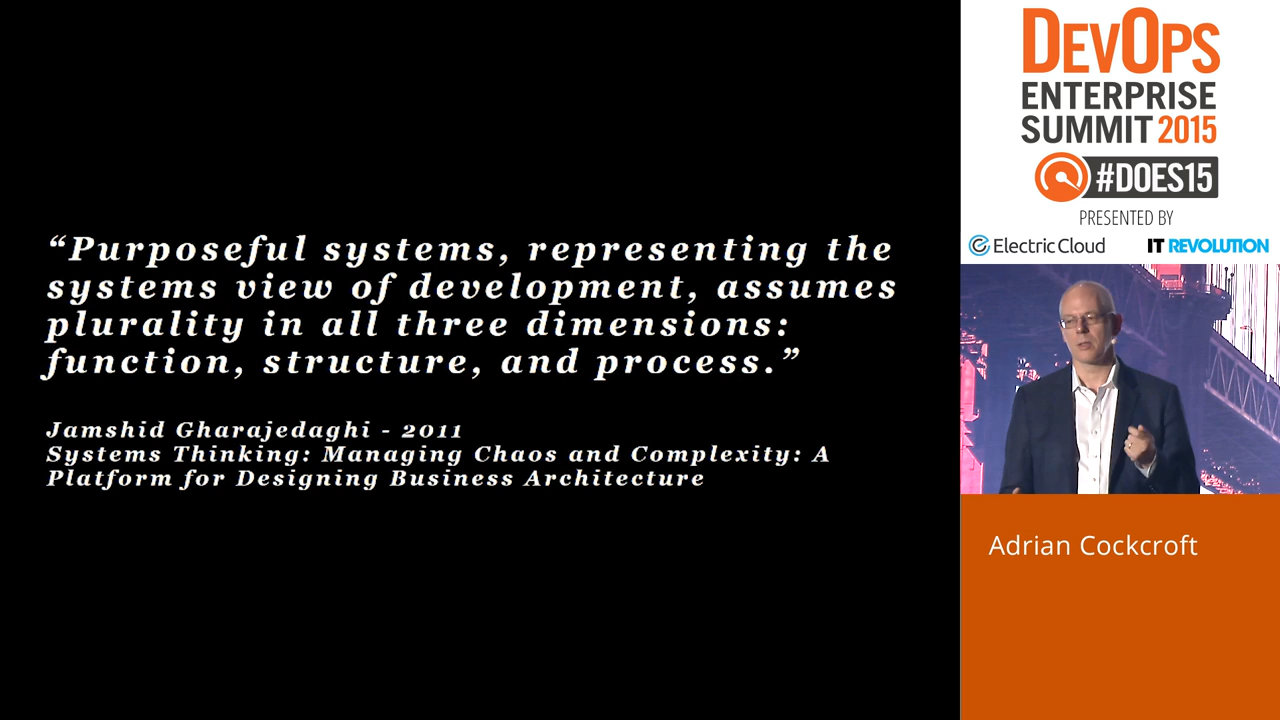 “Purposeful systems, representing the
systems view of development, assumes
plurality in all three dimensions:
function, structure, and process.”
Jamshid Gharajedaghi - 2011
Systems Thinking: Managing Chaos and Complexity: A
Platform for Designing Business Architecture
DEVOPS
ENTERPRISE
SUMMIT 2015
#DOES15
PRESENTED BY
Electric Cloud
IT REVOLUTION
Adrian Cockcroft